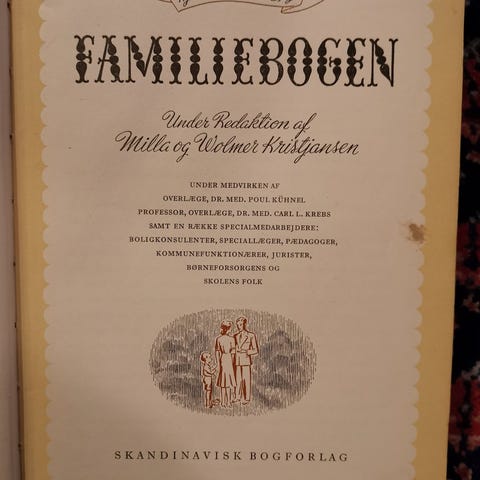 FAMILIEBOGEN
Under Redaktion af
Milla og Wolmer Kristjansen
UNDER MEDVIRKEN AF
OVERLÆGE, DR. MED. POUL KÜHNEL
PROFESSOR, OVERLÆGE, DR. MED. CARL L. KREBS
SAMT EN RÆKKE SPECIALMEDARBEJDERE:
BOLIGKONSULENTER, SPECIALLÆGER, PÆDAGOGER,
KOMMUNEFUNKTIONÆRER, JURISTER,
BØRNEFORSORGENS OG
SKOLENS FOLK
SKANDINAVISK BOGFORLAG